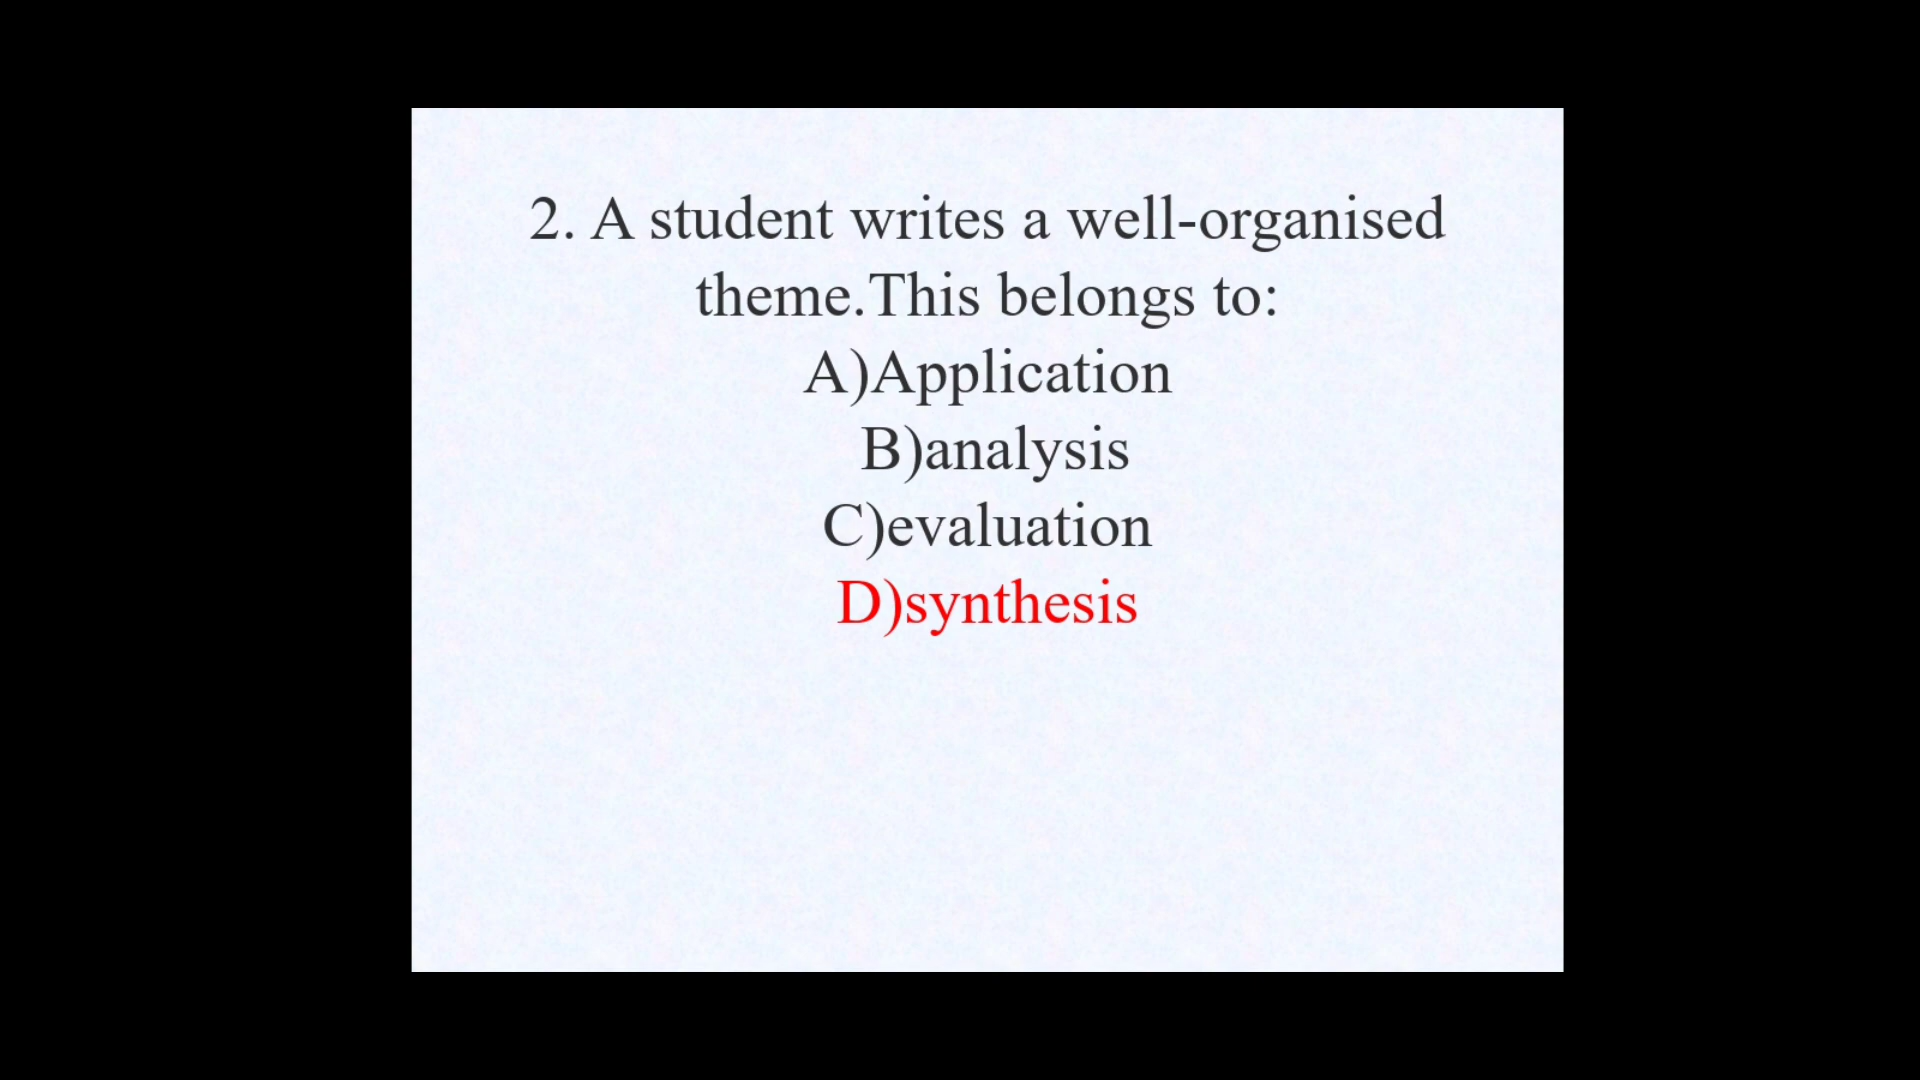 2. A student writes a well-organised
theme.This belongs to:
A)Application
B)analysis
C)evaluation
D)synthesis